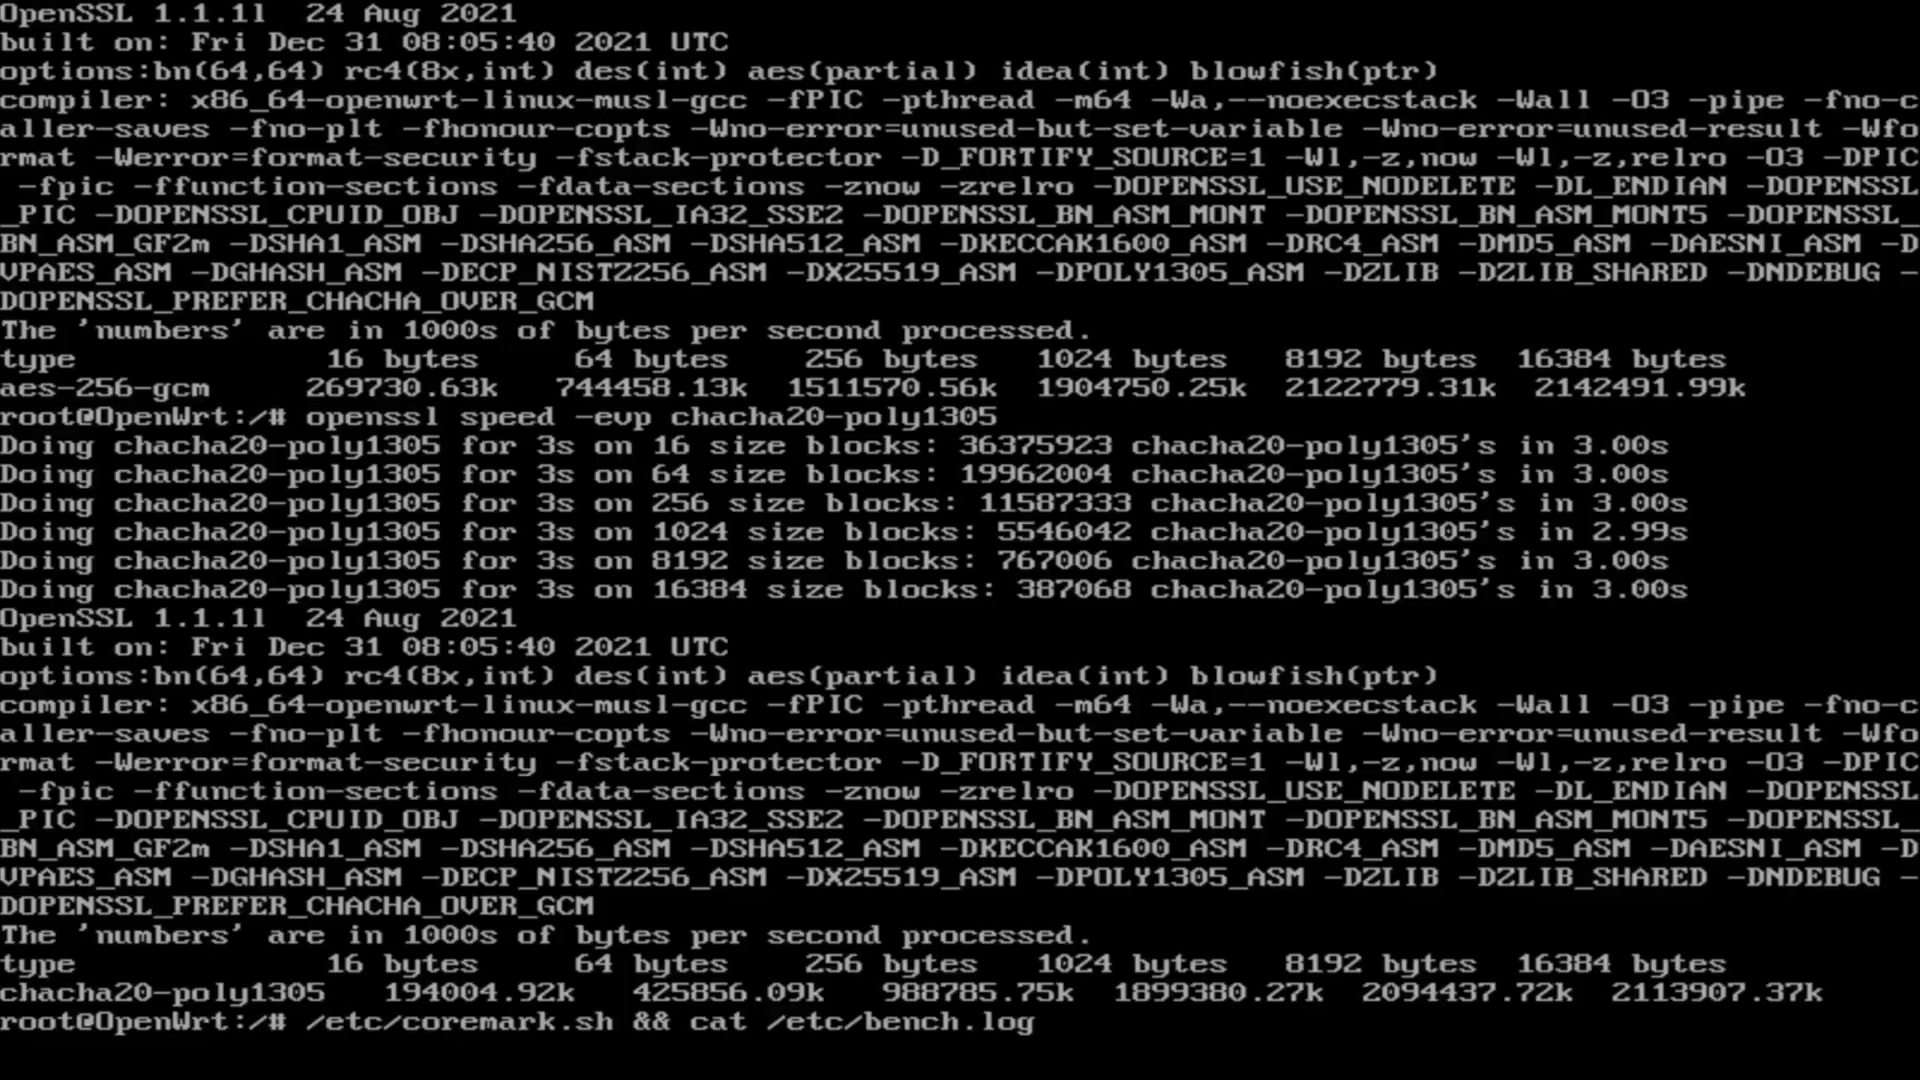 OpenSSL 1.1.1l  24 Aug 2021
built on: Fri Dec 31 08:05:40 2021 UTC
options:bn(64,64) rc4(8x,int) des(int) aes(partial) idea(int) blowfish(ptr)
compiler: x86_64-openwrt-linux-musl-gcc -fPIC -pthread -m64 -Wa,--noexecstack -Wall -O3 -pipe -fno-c
aller-saves -fno-plt -fhonour-copts -Wno-error=unused-but-set-variable -Wno-error=unused-result -Wfo
rmat -Werror=format-security -fstack-protector -D_FORTIFY_SOURCE=1 -Wl,-z,now -Wl,-z,relro -O3 -DPIC
 -fpic -ffunction-sections -fdata-sections -znow -zrelro -DOPENSSL_USE_NODELETE -DL_ENDIAN -DOPENSSL
_PIC -DOPENSSL_CPUID_OBJ -DOPENSSL_IA32_SSE2 -DOPENSSL_BN_ASM_MONT -DOPENSSL_BN_ASM_MONT5 -DOPENSSL_
BN_ASM_GF2m -DSHA1_ASM -DSHA256_ASM -DSHA512_ASM -DKECCAK1600_ASM -DRC4_ASM -DMD5_ASM -DAESNI_ASM -D
VPAES_ASM -DGHASH_ASM -DECP_NISTZ256_ASM -DX25519_ASM -DPOLY1305_ASM -DZLIB -DZLIB_SHARED -DNDEBUG -
DOPENSSL_PREFER_CHACHA_OVER_GCM
The 'numbers' are in 1000s of bytes per second processed.
type             16 bytes     64 bytes    256 bytes   1024 bytes   8192 bytes  16384 bytes
aes-256-gcm     269730.63k   744458.13k  1511570.56k  1904750.25k  2122779.31k  2142491.99k
root@OpenWrt:/# openssl speed -evp chacha20-poly1305
Doing chacha20-poly1305 for 3s on 16 size blocks: 36375923 chacha20-poly1305's in 3.00s
Doing chacha20-poly1305 for 3s on 64 size blocks: 19962004 chacha20-poly1305's in 3.00s
Doing chacha20-poly1305 for 3s on 256 size blocks: 11587333 chacha20-poly1305's in 3.00s
Doing chacha20-poly1305 for 3s on 1024 size blocks: 5546042 chacha20-poly1305's in 2.99s
Doing chacha20-poly1305 for 3s on 8192 size blocks: 767006 chacha20-poly1305's in 3.00s
Doing chacha20-poly1305 for 3s on 16384 size blocks: 387068 chacha20-poly1305's in 3.00s
OpenSSL 1.1.1l  24 Aug 2021
built on: Fri Dec 31 08:05:40 2021 UTC
options:bn(64,64) rc4(8x,int) des(int) aes(partial) idea(int) blowfish(ptr)
compiler: x86_64-openwrt-linux-musl-gcc -fPIC -pthread -m64 -Wa,--noexecstack -Wall -O3 -pipe -fno-c
aller-saves -fno-plt -fhonour-copts -Wno-error=unused-but-set-variable -Wno-error=unused-result -Wfo
rmat -Werror=format-security -fstack-protector -D_FORTIFY_SOURCE=1 -Wl,-z,now -Wl,-z,relro -O3 -DPIC
 -fpic -ffunction-sections -fdata-sections -znow -zrelro -DOPENSSL_USE_NODELETE -DL_ENDIAN -DOPENSSL
_PIC -DOPENSSL_CPUID_OBJ -DOPENSSL_IA32_SSE2 -DOPENSSL_BN_ASM_MONT -DOPENSSL_BN_ASM_MONT5 -DOPENSSL_
BN_ASM_GF2m -DSHA1_ASM -DSHA256_ASM -DSHA512_ASM -DKECCAK1600_ASM -DRC4_ASM -DMD5_ASM -DAESNI_ASM -D
VPAES_ASM -DGHASH_ASM -DECP_NISTZ256_ASM -DX25519_ASM -DPOLY1305_ASM -DZLIB -DZLIB_SHARED -DNDEBUG -
DOPENSSL_PREFER_CHACHA_OVER_GCM
The 'numbers' are in 1000s of bytes per second processed.
type             16 bytes     64 bytes    256 bytes   1024 bytes   8192 bytes  16384 bytes
chacha20-poly1305   194004.92k   425856.09k   988785.75k  1899380.27k  2094437.72k  2113907.37k
root@OpenWrt:/# /etc/coremark.sh && cat /etc/bench.log